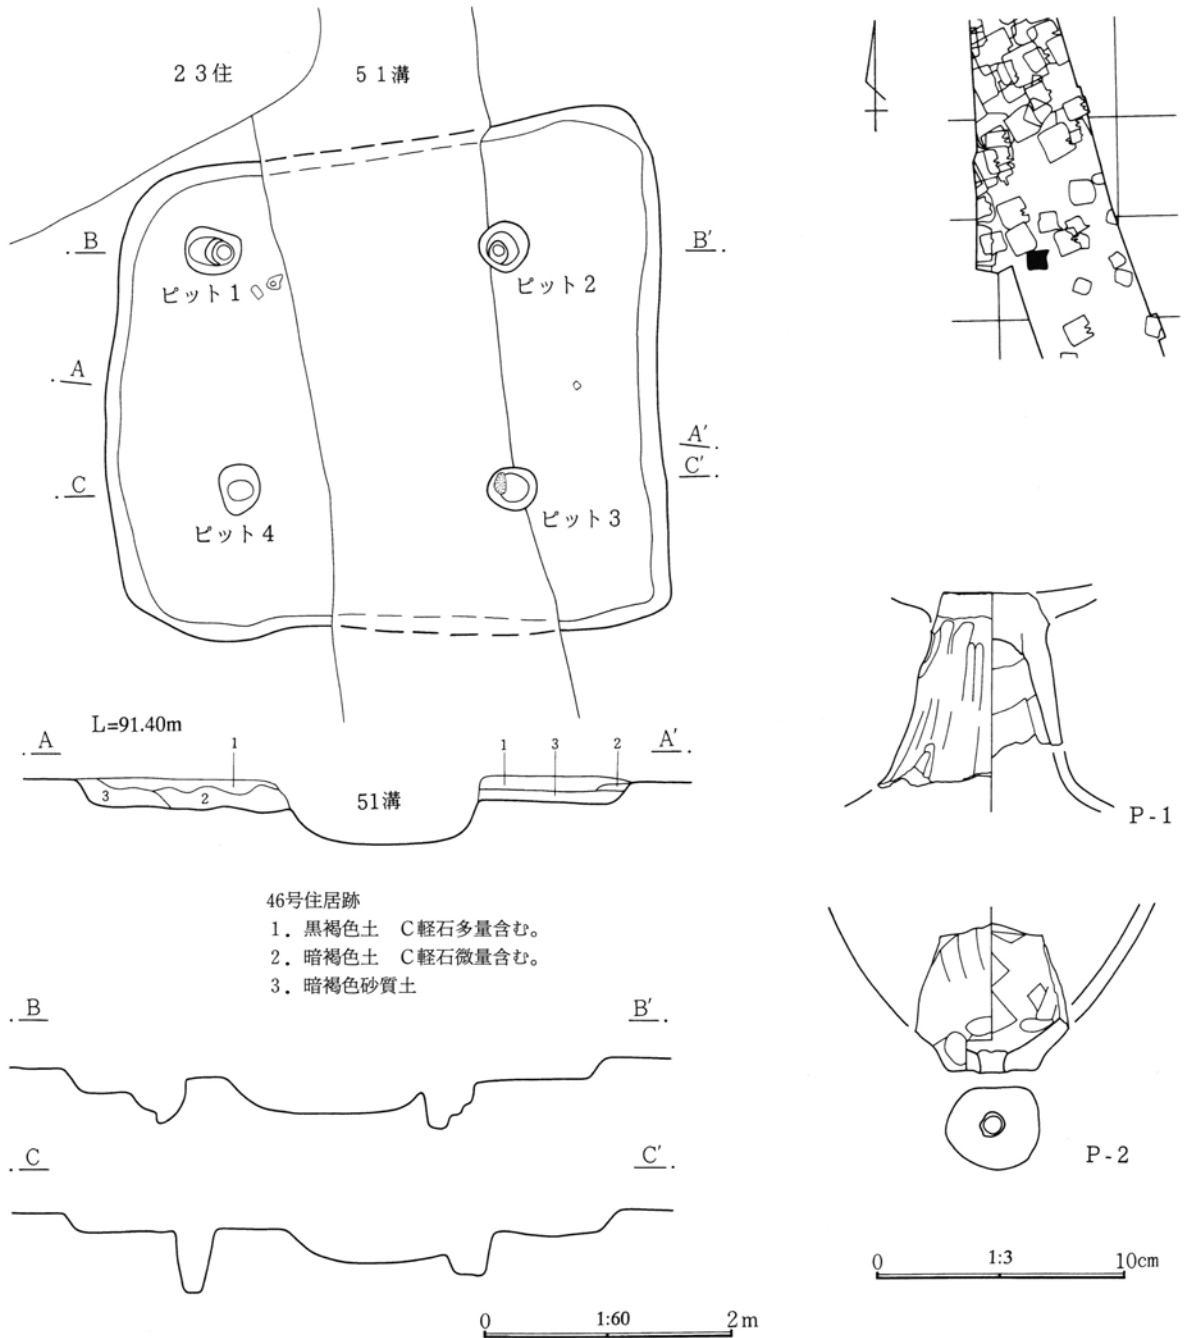 23住
51溝
B
B′
ピット1
ピット2
A
A′
C
C′
ピット4
ピット3
L=91.40m
A
1
1
3
2
A′
3
2
51溝
P-1
46号住居跡
1. 黒褐色土 C軽石多量含む。
2. 暗褐色土 C軽石微量含む。
3. 暗褐色砂質土
B
B′
C
C′
P-2
0 1:3 10cm
0 1:60 2m